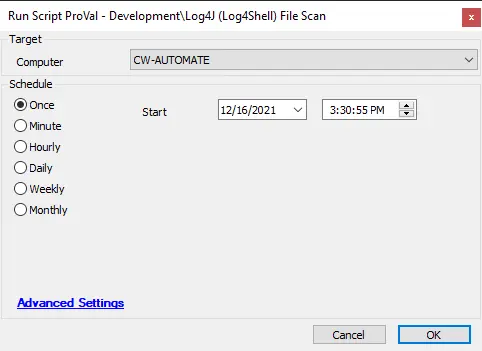 Run Script ProVal - Development\Log4J (Log4Shell) File Scan
x
Target
Computer CW-AUTOMATE
Schedule
Once Start 12/16/2021 3:30:55 PM
Minute
Hourly
Daily
Weekly
Monthly
Advanced Settings
Cancel OK